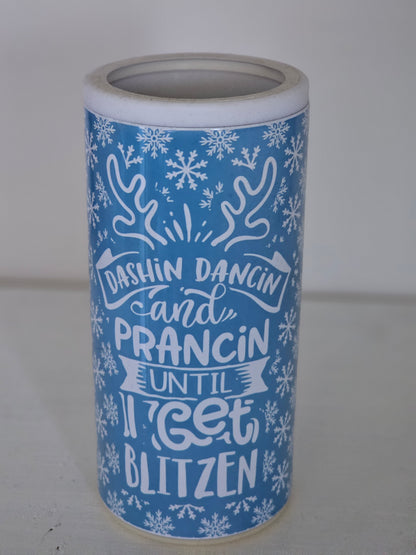 DASHIN DANCIN
and
PRANCIN
UNTIL
I Get
BLITZEN